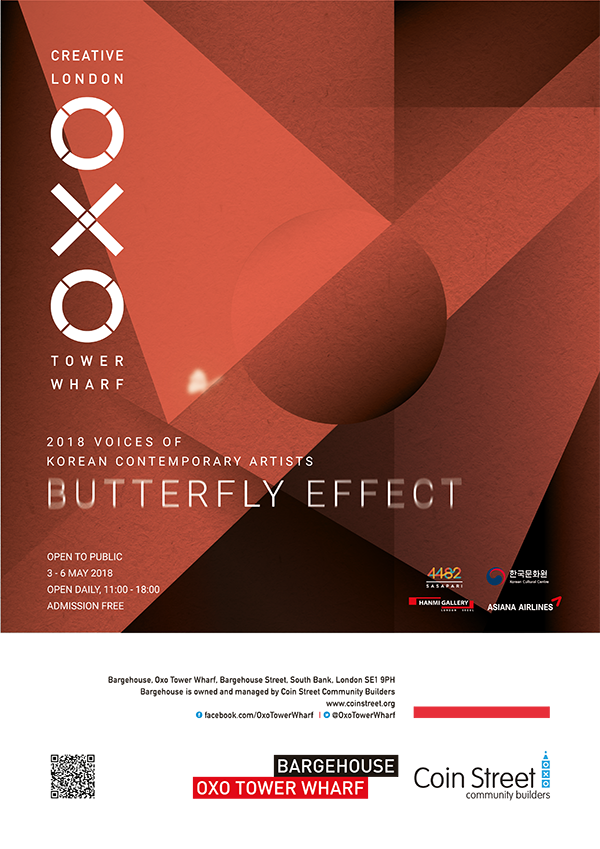 CREATIVE
LONDON
OXO
TOWER
WHARF
2018 VOICES OF
KOREAN CONTEMPORARY ARTISTS
BUTTERFLY EFFECT
OPEN TO PUBLIC
3 - 6 MAY 2018
OPEN DAILY, 11:00 - 18:00
ADMISSION FREE
4482
SASAPARI
한국문화원
Korean Cultural Centre
HANMI GALLERY
LONDON SEOUL
ASIANA AIRLINES
Bargehouse, Oxo Tower Wharf, Bargehouse Street, South Bank, London SE1 9PH
Bargehouse is owned and managed by Coin Street Community Builders
www.coinstreet.org
facebook.com/OxoTowerWharf | @OxoTowerWharf
BARGEHOUSE
OXO TOWER WHARF
Coin Street
community builders
OXO